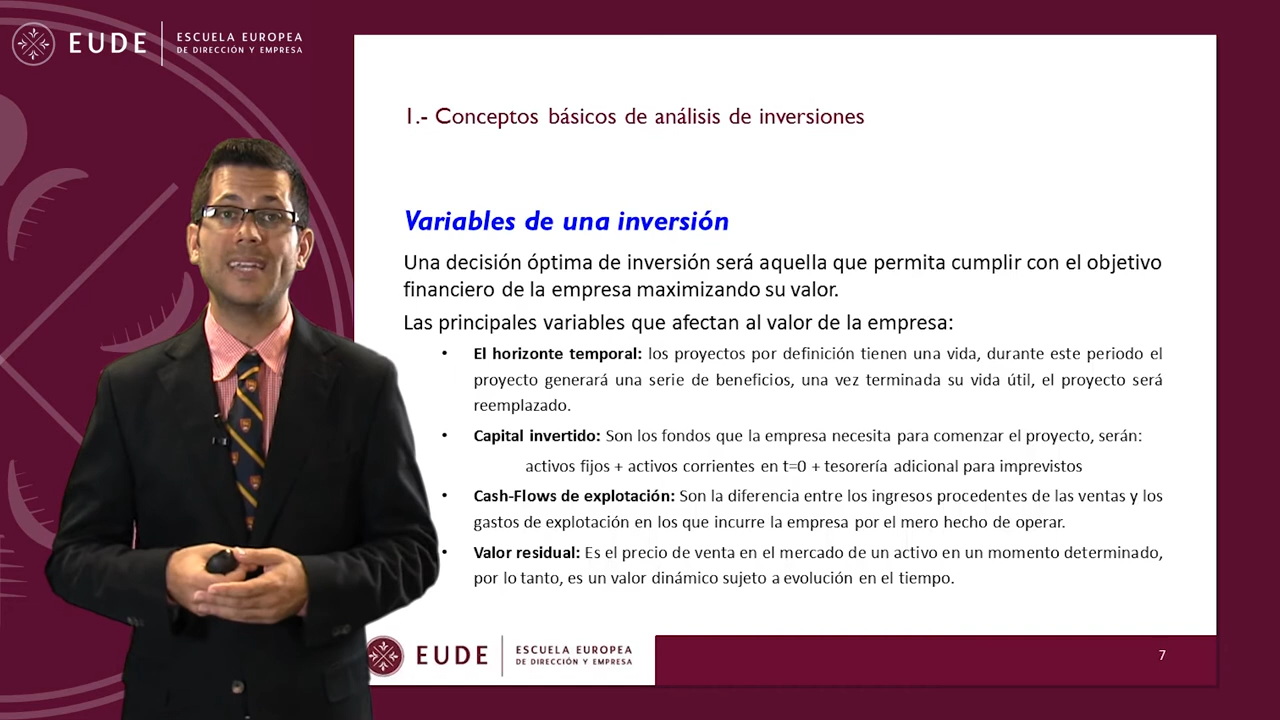 EUDE
ESCUELA EUROPEA
DE DIRECCIÓN Y EMPRESA
1.- Conceptos básicos de análisis de inversiones
Variables de una inversión
Una decisión óptima de inversión será aquella que permita cumplir con el objetivo
financiero de la empresa maximizando su valor.
Las principales variables que afectan al valor de la empresa:
• El horizonte temporal: los proyectos por definición tienen una vida, durante este periodo el
proyecto generará una serie de beneficios, una vez terminada su vida útil, el proyecto será
reemplazado.
• Capital invertido: Son los fondos que la empresa necesita para comenzar el proyecto, serán:
activos fijos + activos corrientes en t=0 + tesorería adicional para imprevistos
• Cash-Flows de explotación: Son la diferencia entre los ingresos procedentes de las ventas y los
gastos de explotación en los que incurre la empresa por el mero hecho de operar.
• Valor residual: Es el precio de venta en el mercado de un activo en un momento determinado,
por lo tanto, es un valor dinámico sujeto a evolución en el tiempo.
EUDE
ESCUELA EUROPEA
DE DIRECCIÓN Y EMPRESA
7